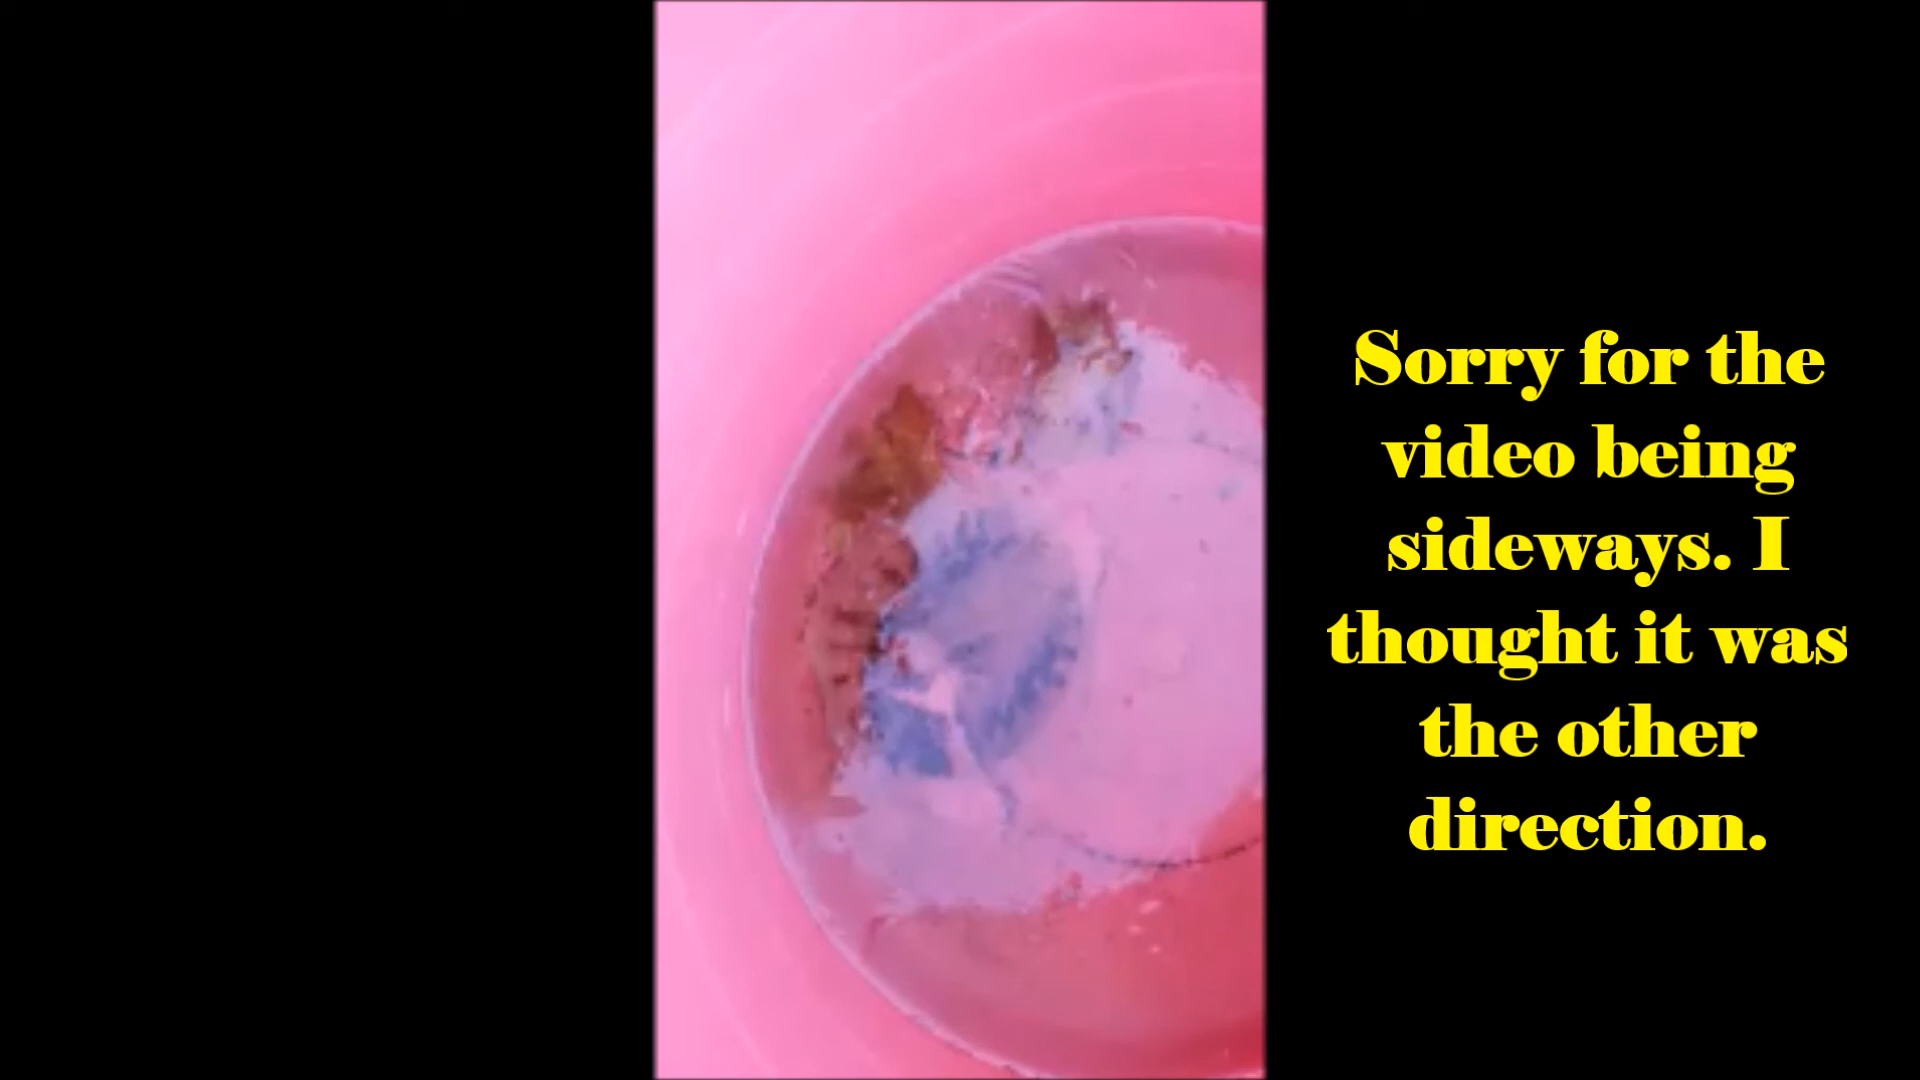 Sorry for the
video being
sideways. I
thought it was
the other
direction.